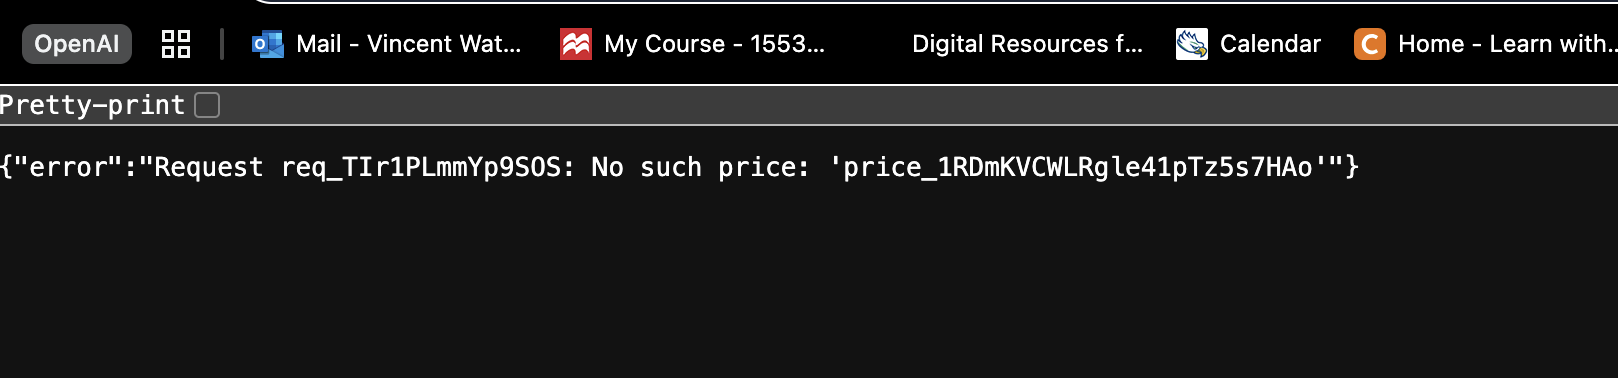 OpenAI Mail - Vincent Wat... My Course - 1553... Digital Resources f... Calendar Home - Learn with...
Pretty-print
{"error":"Request req_TIr1PLmmYp9SOS: No such price: 'price_1RDmKVCWLRgle41pTz5s7HAo'"}